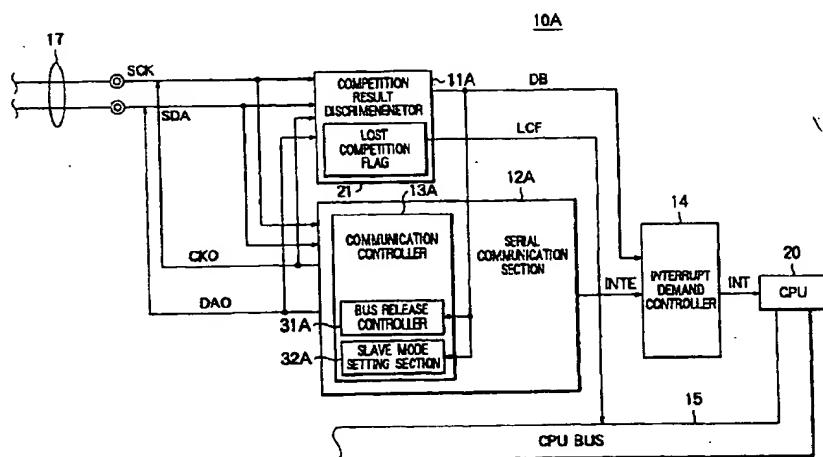 10A
17
SCK
SDA
COMPETITION
RESULT
DISCRIMENENETOR
11A
DB
LOST
COMPETITION
FLAG
LCF
21
13A
12A
14
COMMUNICATION
CONTROLLER
SERIAL
COMMUNICATION
SECTION
CKO
DAO
INTE
INTERRUPT
DEMAND
CONTROLLER
INT
20
CPU
BUS RELEASE
CONTROLLER
31A
SLAVE MODE
SETTING SECTION
32A
15
CPU BUS